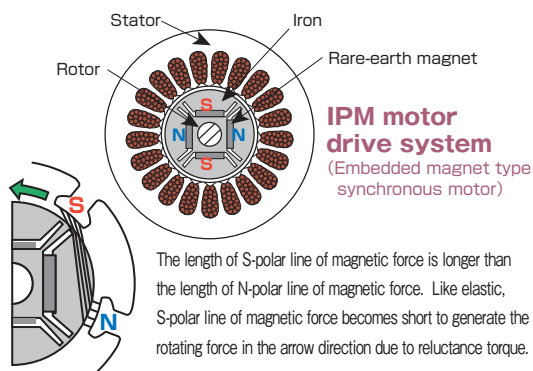 Stator
Iron
Rotor
Rare-earth magnet
S
N
N
S
IPM motor
drive system
(Embedded magnet type
synchronous motor)
S
N
The length of S-polar line of magnetic force is longer than
the length of N-polar line of magnetic force. Like elastic,
S-polar line of magnetic force becomes short to generate the
rotating force in the arrow direction due to reluctance torque.